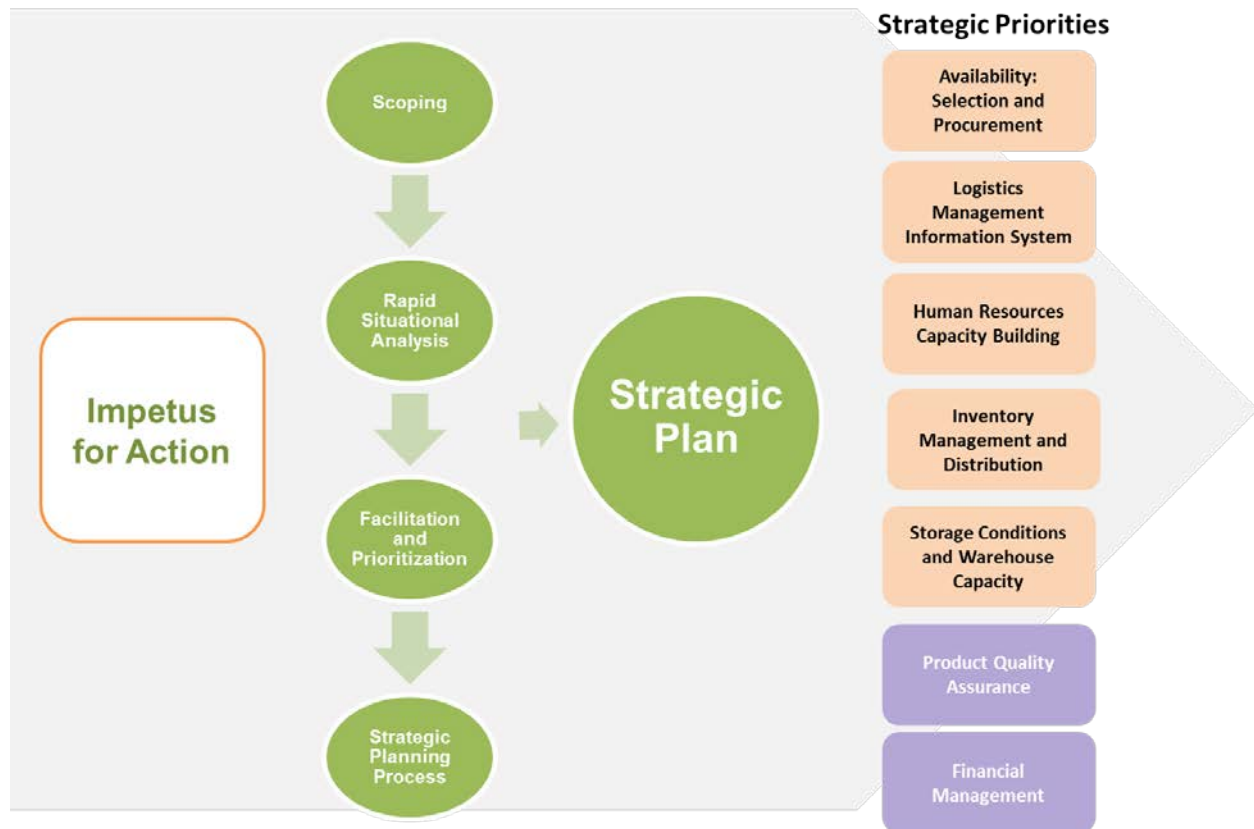 Strategic Priorities
Impetus
for Action
Scoping
Rapid
Situational
Analysis
Facilitation
and
Prioritization
Strategic
Planning
Process
Strategic
Plan
Availability:
Selection and
Procurement
Logistics
Management
Information System
Human Resources
Capacity Building
Inventory
Management and
Distribution
Storage Conditions
and Warehouse
Capacity
Product Quality
Assurance
Financial
Management